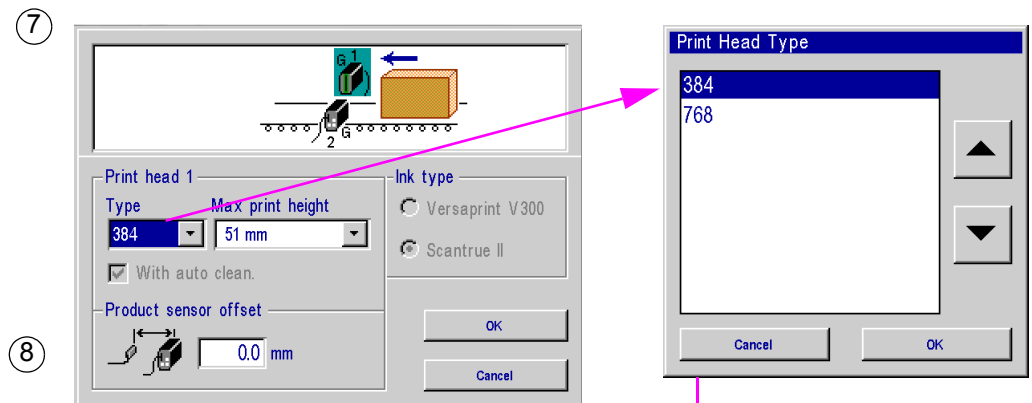 7
G 1
2 G
Print head 1
Type Max print height
384 51 mm
With auto clean.
Product sensor offset
0.0 mm
Ink type
Versaprint V300
Scantrue II
OK
Cancel
8
Print Head Type
384
768
Cancel OK